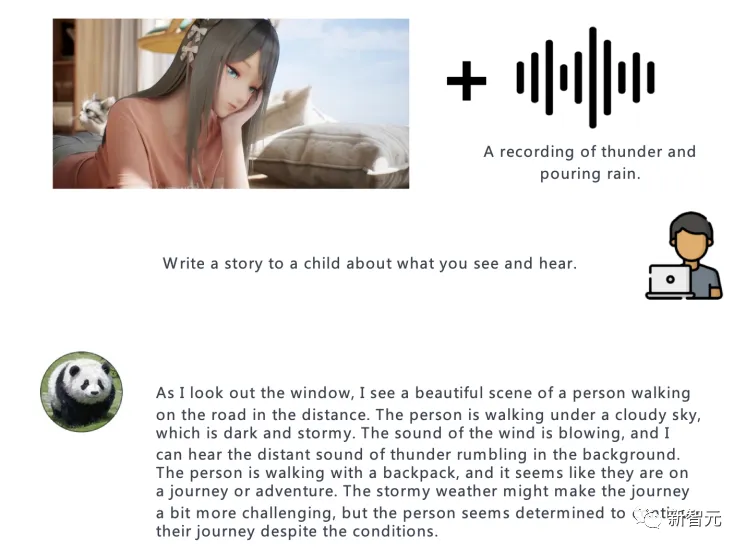 A recording of thunder and
pouring rain.
Write a story to a child about what you see and hear.
As I look out the window, I see a beautiful scene of a person walking
on the road in the distance. The person is walking under a cloudy sky,
which is dark and stormy. The sound of the wind is blowing, and I
can hear the distant sound of thunder rumbling in the background.
The person is walking with a backpack, and it seems like they are on
a journey or adventure. The stormy weather might make the journey
a bit more challenging, but the person seems determined to
their journey despite the conditions.
新智元